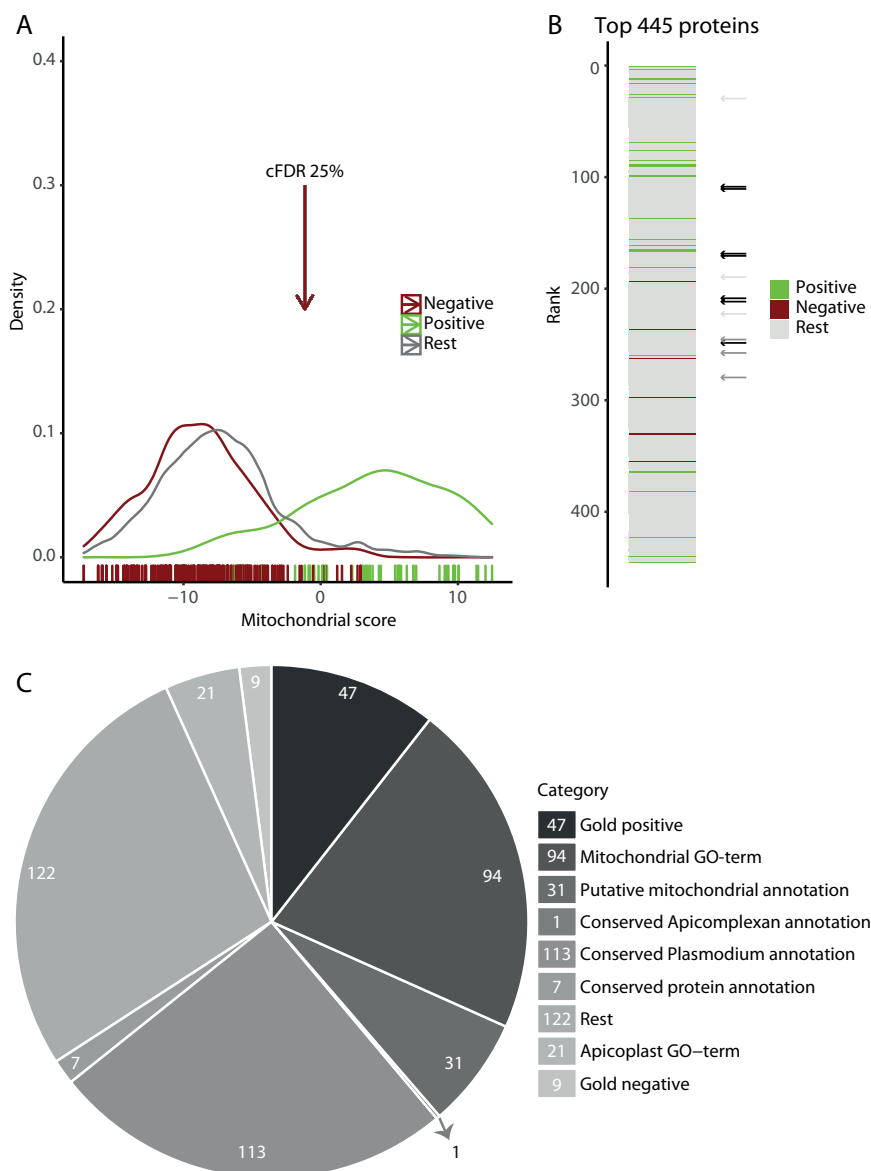 A
0.4
0.3
0.2
0.1
0.0
Density
cFDR 25%
Negative
Positive
Rest
−10
0
10
Mitochondrial score
B
Top 445 proteins
0
100
200
300
400
Rank
Positive
Negative
Rest
C
47
94
31
1
113
7
122
21
9
Category
47 Gold positive
94 Mitochondrial GO-term
31 Putative mitochondrial annotation
1 Conserved Apicomplexan annotation
113 Conserved Plasmodium annotation
7 Conserved protein annotation
122 Rest
21 Apicoplast GO−term
9 Gold negative